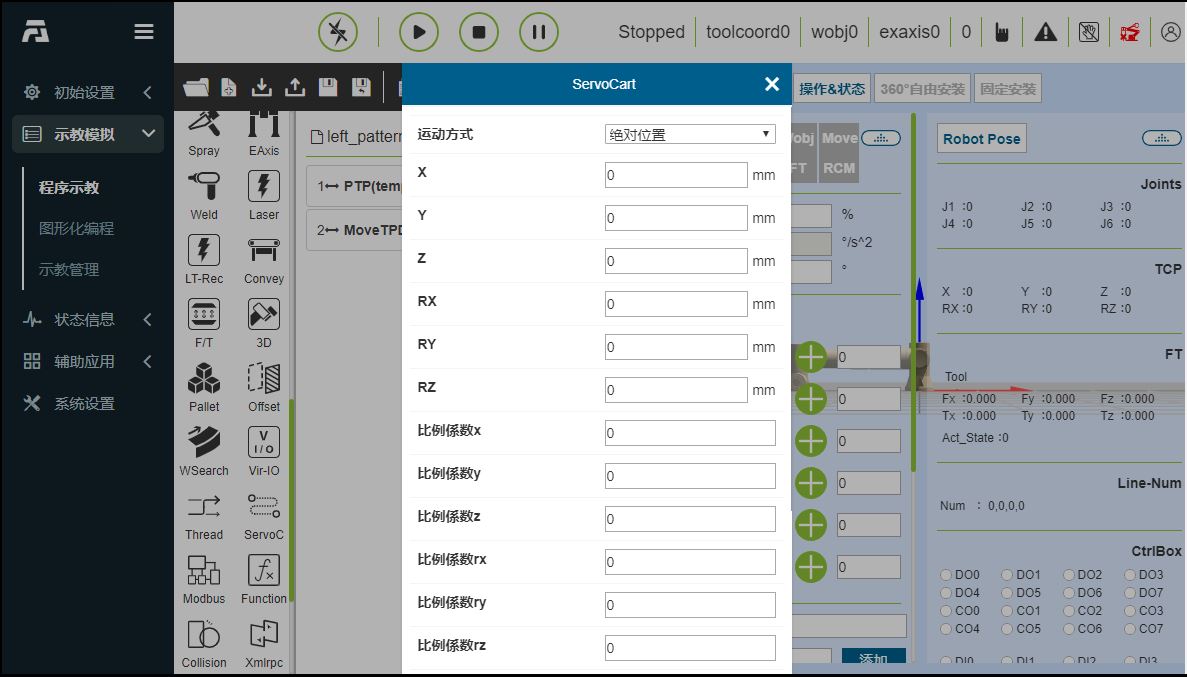 Stopped
toolcoord0
wobj0
exaxis0
0
初始设置
示教模拟
程序示教
图形化编程
示教管理
状态信息
辅助应用
系统设置
Spray
EAxis
Weld
Laser
LT-Rec
Convey
F/T
3D
Pallet
Offset
WSearch
Vir-IO
Thread
ServoC
Modbus
Function
Collision
Xmlrpc
left_pattern
1 PTP(temp
2 MoveTPD
ServoCart
运动方式 绝对位置
X 0 mm
Y 0 mm
Z 0 mm
RX 0 mm
RY 0 mm
RZ 0 mm
比例係数x 0
比例係数y 0
比例係数z 0
比例係数rx 0
比例係数ry 0
比例係数rz 0
操作&状态 360°自由安装 固定安装
obj Move
FT RCM
%
°/s^2
°
0
0
0
0
0
0
添加
Robot Pose
Joints
J1 :0 J2 :0 J3 :0
J4 :0 J5 :0 J6 :0
TCP
X :0 Y :0 Z :0
RX :0 RY :0 RZ :0
FT
Tool
Fx :0.000 Fy :0.000 Fz :0.000
Tx :0.000 Ty :0.000 Tz :0.000
Act_State :0
Line-Num
Num : 0,0,0,0
CtrlBox
DO0 DO1 DO2 DO3
DO4 DO5 DO6 DO7
CO0 CO1 CO2 CO3
CO4 CO5 CO6 CO7
DI0 DI1 DI2 DI3